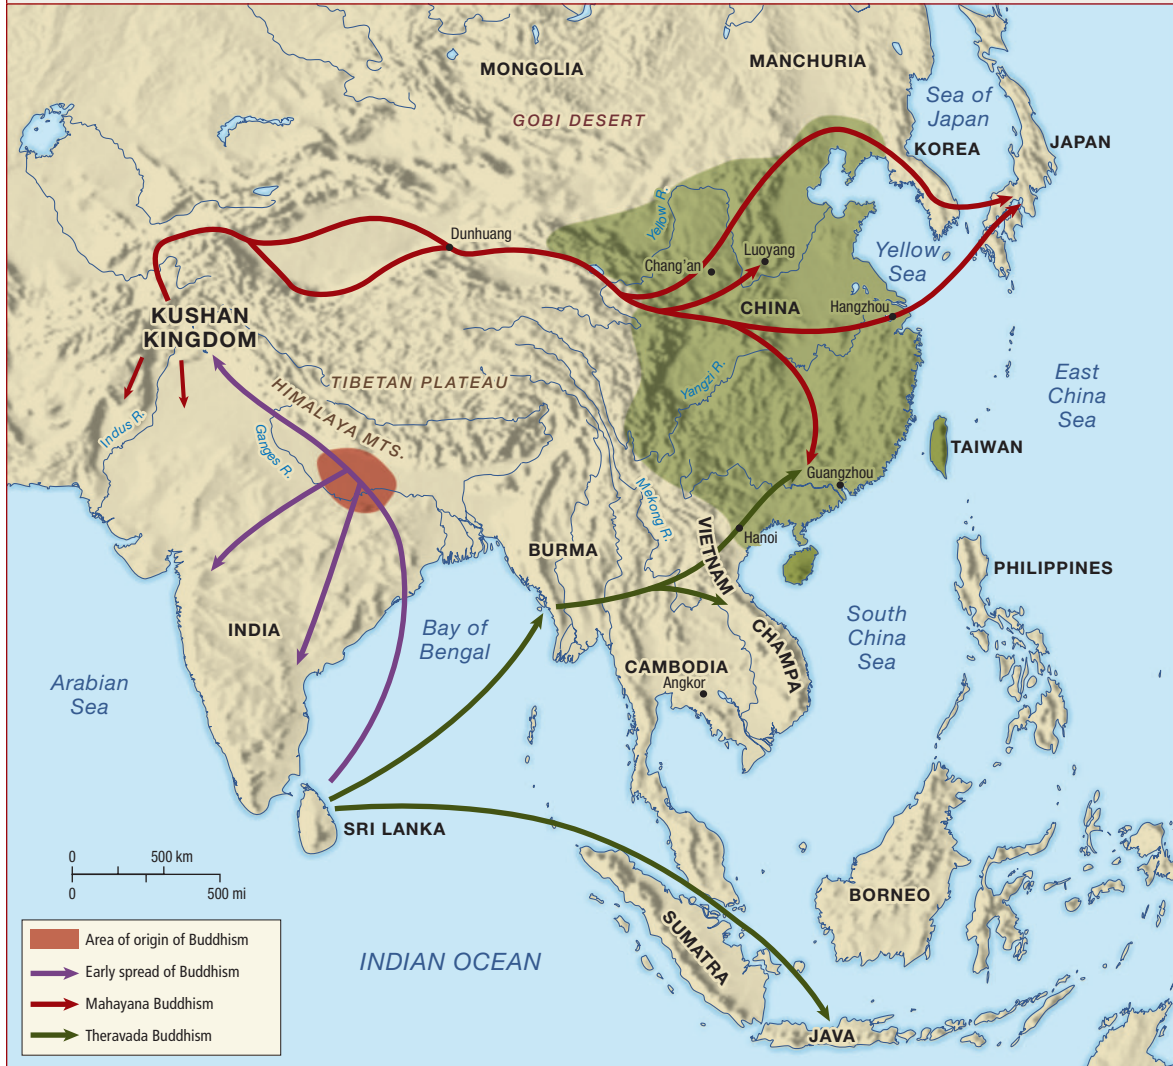 MONGOLIA
MANCHURIA
GOBI DESERT
Sea of
Japan
KOREA
JAPAN
Dunhuang
Yellow R.
Luoyang
Chang'an
Yellow
Sea
CHINA
Hangzhou
KUSHAN
KINGDOM
TIBETAN PLATEAU
HIMALAYA MTS.
Yangzi R.
East
China
Sea
Indus R.
Ganges R.
TAIWAN
Guangzhou
Mekong R.
Hanoi
BURMA
VIETNAM
PHILIPPINES
INDIA
Bay of
Bengal
South
China
Sea
CHAMPA
CAMBODIA
Angkor
Arabian
Sea
SRI LANKA
0 500 km
0 500 mi
BORNEO
SUMATRA
INDIAN OCEAN
JAVA
Area of origin of Buddhism
Early spread of Buddhism
Mahayana Buddhism
Theravada Buddhism